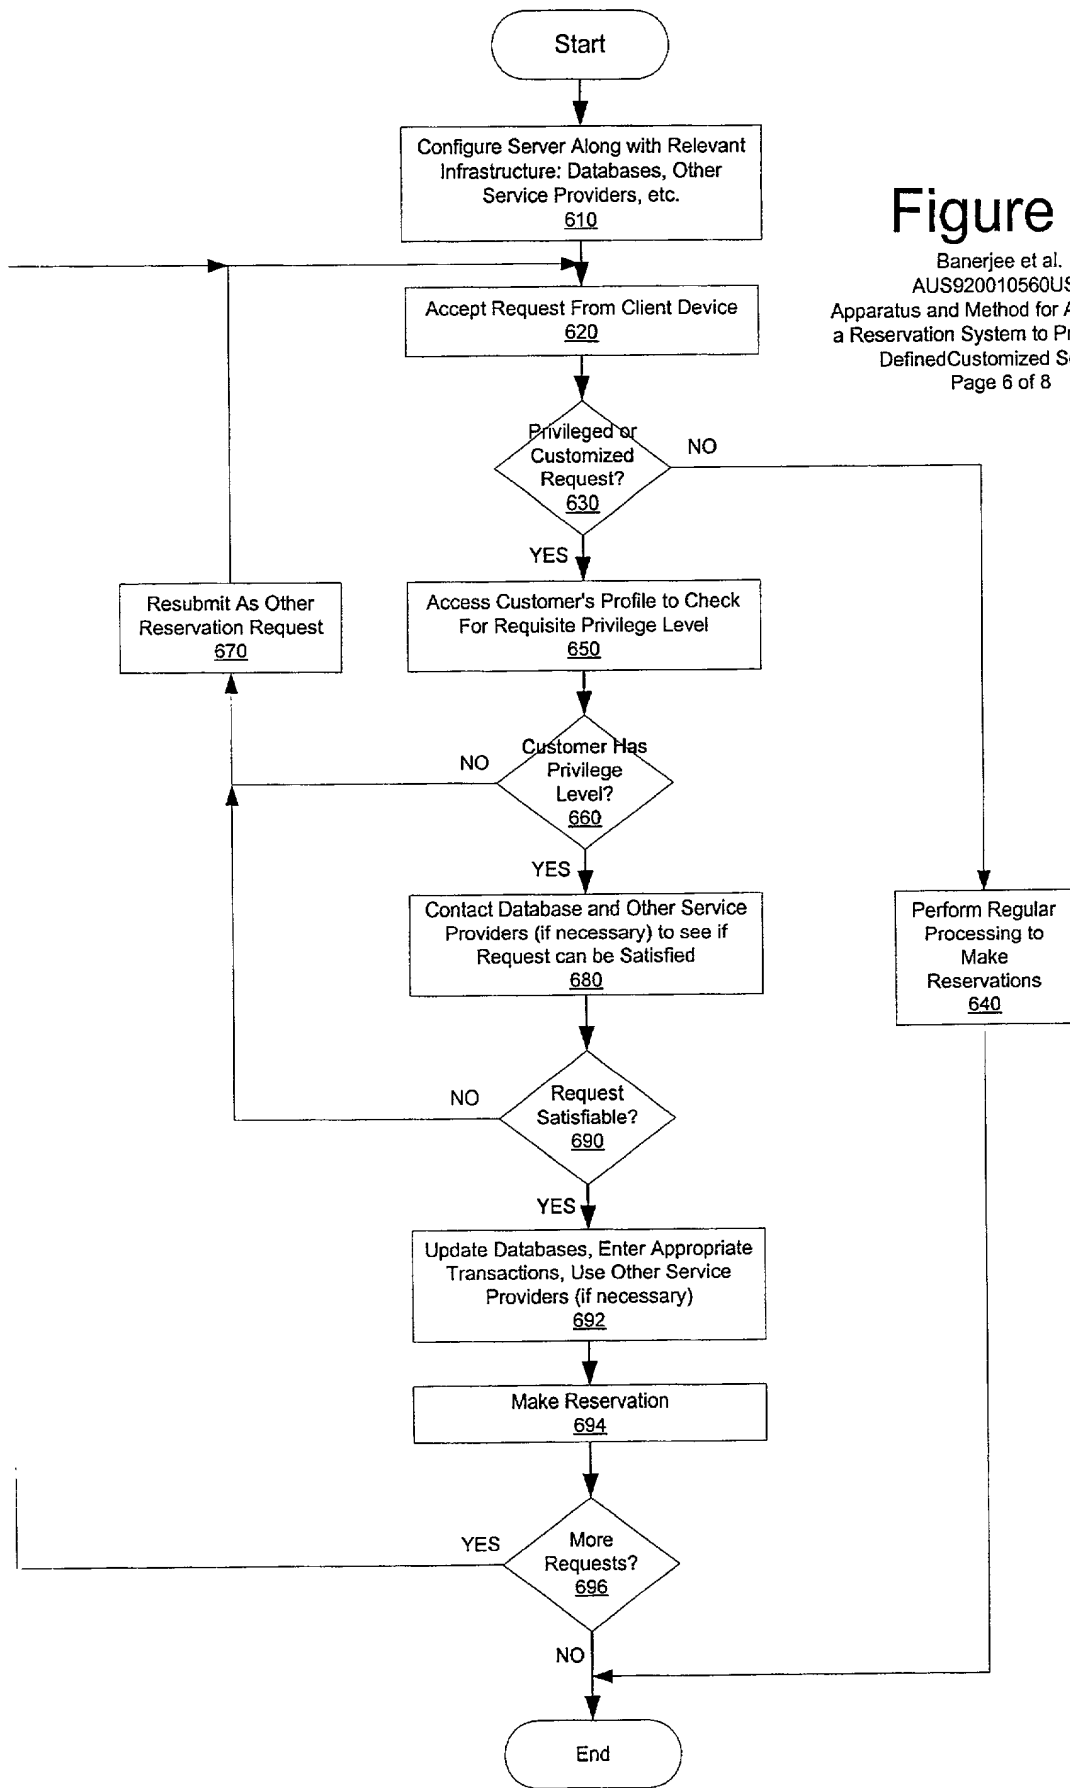 Start
Configure Server Along with Relevant
Infrastructure: Databases, Other
Service Providers, etc.
610
Figure
Banerjee et al.
AUS920010560US
Apparatus and Method for A
a Reservation System to Pr
DefinedCustomized S
Page 6 of 8
Accept Request From Client Device
620
Privileged or
Customized
Request?
630
NO
YES
Resubmit As Other
Reservation Request
670
Access Customer's Profile to Check
For Requisite Privilege Level
650
Customer Has
Privilege
Level?
660
NO
YES
Contact Database and Other Service
Providers (if necessary) to see if
Request can be Satisfied
680
Perform Regular
Processing to
Make
Reservations
640
Request
Satisfiable?
690
NO
YES
Update Databases, Enter Appropriate
Transactions, Use Other Service
Providers (if necessary)
692
Make Reservation
694
More
Requests?
696
YES
NO
End